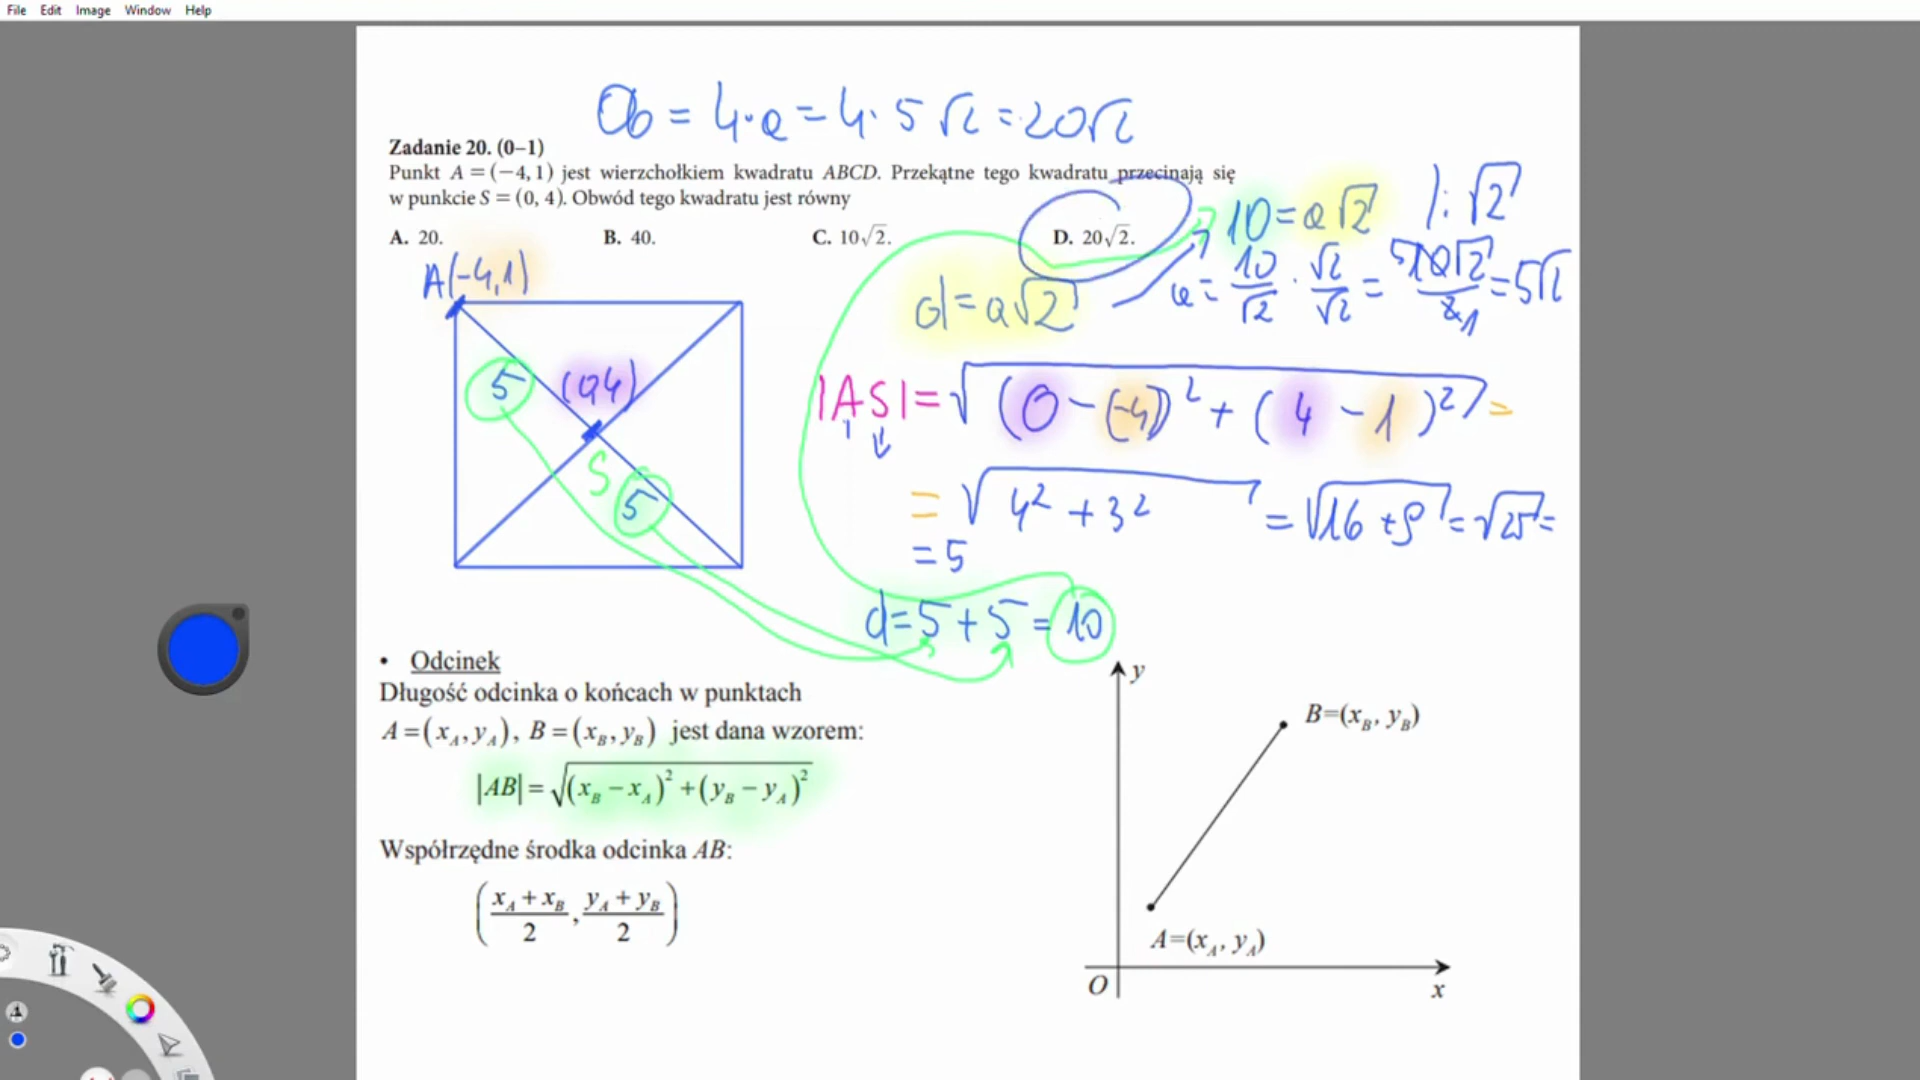 File Edit Image Window Help
Ob = 4·a = 4·5√2 = 20√2
Zadanie 20. (0–1)
Punkt A = (−4, 1) jest wierzchołkiem kwadratu ABCD. Przekątne tego kwadratu przecinają się
w punkcie S = (0, 4). Obwód tego kwadratu jest równy
A. 20. B. 40. C. 10√2. D. 20√2.
10 = a√2 /: √2
a = 10/√2 · √2/√2 = 5 10√2/2 1 = 5√2
A(-4,1)
d = a√2
5 (0,4)
S 5
|AS| = √(0 − (−4))² + (4 − 1)² =
= √4² + 3² = √16 + 9 = √25 =
= 5
d = 5 + 5 = 10
• Odcinek
Długość odcinka o końcach w punktach
A = (x_A, y_A), B = (x_B, y_B) jest dana wzorem:
|AB| = √(x_B − x_A)² + (y_B − y_A)²
Współrzędne środka odcinka AB:
((x_A + x_B)/2, (y_A + y_B)/2)
y
B=(x_B, y_B)
A=(x_A, y_A)
O x